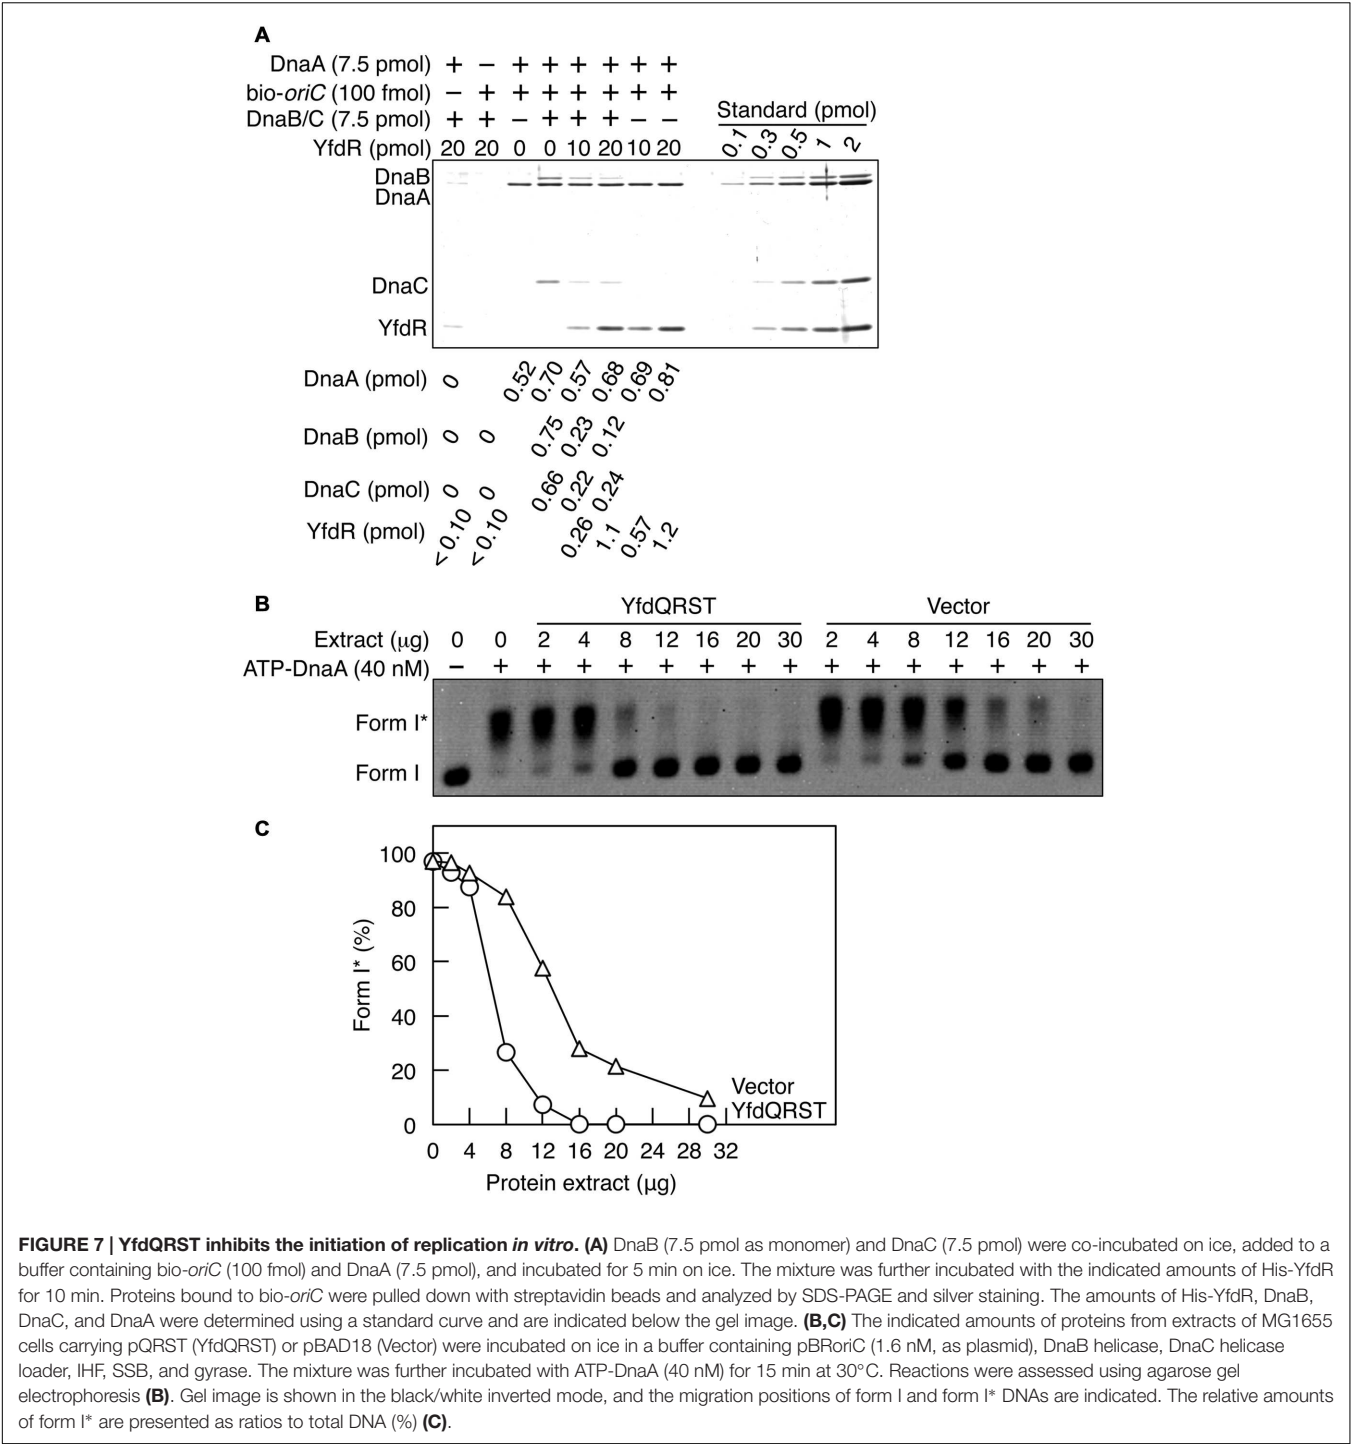 A
DnaA (7.5 pmol) + − + + + + + +
bio-oriC (100 fmol) − + + + + + + +
DnaB/C (7.5 pmol) + + − + + + − −
Standard (pmol)
YfdR (pmol) 20 20 0 0 10 20 10 20 0.1 0.3 0.5 1 2
DnaB
DnaA
DnaC
YfdR
DnaA (pmol) 0 0.52 0.70 0.57 0.68 0.69 0.81
DnaB (pmol) 0 0 0.75 0.23 0.12
DnaC (pmol) 0 0 0.66 0.22 0.24
YfdR (pmol) <0.10 <0.10 0.26 1.1 0.57 1.2
B
YfdQRST Vector
Extract (µg) 0 0 2 4 8 12 16 20 30 2 4 8 12 16 20 30
ATP-DnaA (40 nM) − + + + + + + + + + + + + + + +
Form I*
Form I
C
Form I* (%)
100
80
60
40
20
0
Vector
YfdQRST
0 4 8 12 16 20 24 28 32
Protein extract (µg)
FIGURE 7 | YfdQRST inhibits the initiation of replication in vitro. (A) DnaB (7.5 pmol as monomer) and DnaC (7.5 pmol) were co-incubated on ice, added to a
buffer containing bio-oriC (100 fmol) and DnaA (7.5 pmol), and incubated for 5 min on ice. The mixture was further incubated with the indicated amounts of His-YfdR
for 10 min. Proteins bound to bio-oriC were pulled down with streptavidin beads and analyzed by SDS-PAGE and silver staining. The amounts of His-YfdR, DnaB,
DnaC, and DnaA were determined using a standard curve and are indicated below the gel image. (B,C) The indicated amounts of proteins from extracts of MG1655
cells carrying pQRST (YfdQRST) or pBAD18 (Vector) were incubated on ice in a buffer containing pBRoriC (1.6 nM, as plasmid), DnaB helicase, DnaC helicase
loader, IHF, SSB, and gyrase. The mixture was further incubated with ATP-DnaA (40 nM) for 15 min at 30°C. Reactions were assessed using agarose gel
electrophoresis (B). Gel image is shown in the black/white inverted mode, and the migration positions of form I and form I* DNAs are indicated. The relative amounts
of form I* are presented as ratios to total DNA (%) (C).